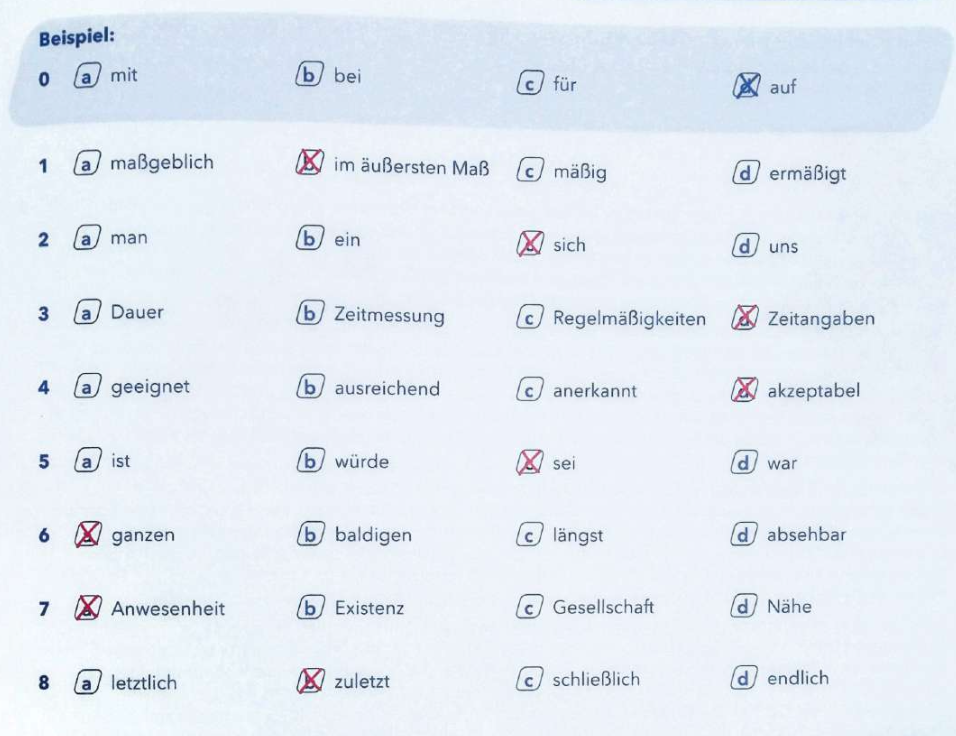 Beispiel:
0 a mit b bei c für d auf
1 a maßgeblich b im äußersten Maß c mäßig d ermäßigt
2 a man b ein c sich d uns
3 a Dauer b Zeitmessung c Regelmäßigkeiten d Zeitangaben
4 a geeignet b ausreichend c anerkannt d akzeptabel
5 a ist b würde c sei d war
6 a ganzen b baldigen c längst d absehbar
7 a Anwesenheit b Existenz c Gesellschaft d Nähe
8 a letztlich b zuletzt c schließlich d endlich